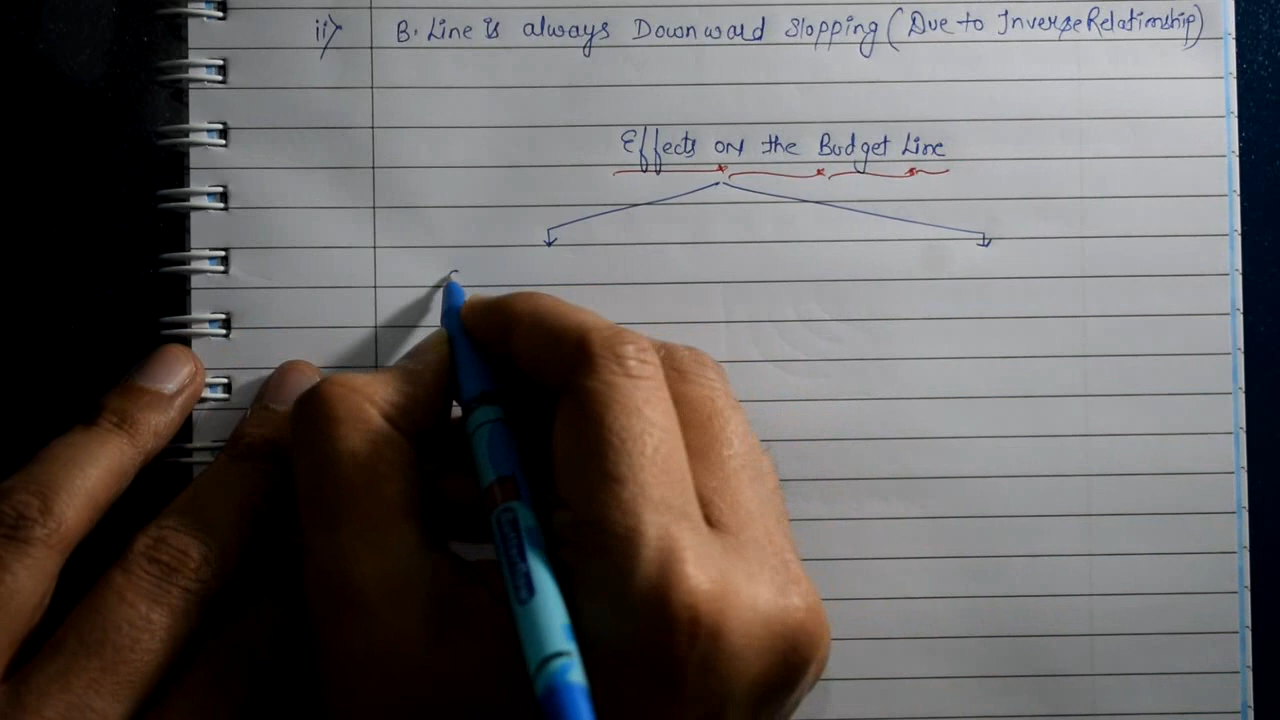 ii) B. Line is always Downward Slopping (Due to Inverse Relationship)
Effects on the Budget Line